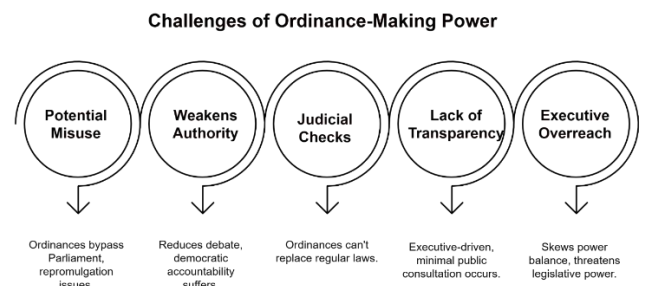 Challenges of Ordinance-Making Power
Potential
Misuse
Weakens
Authority
Judicial
Checks
Lack of
Transparency
Executive
Overreach
Ordinances bypass
Parliament,
repromulgation
issues.
Reduces debate,
democratic
accountability
suffers.
Ordinances can't
replace regular laws.
Executive-driven,
minimal public
consultation occurs.
Skews power
balance, threatens
legislative power.